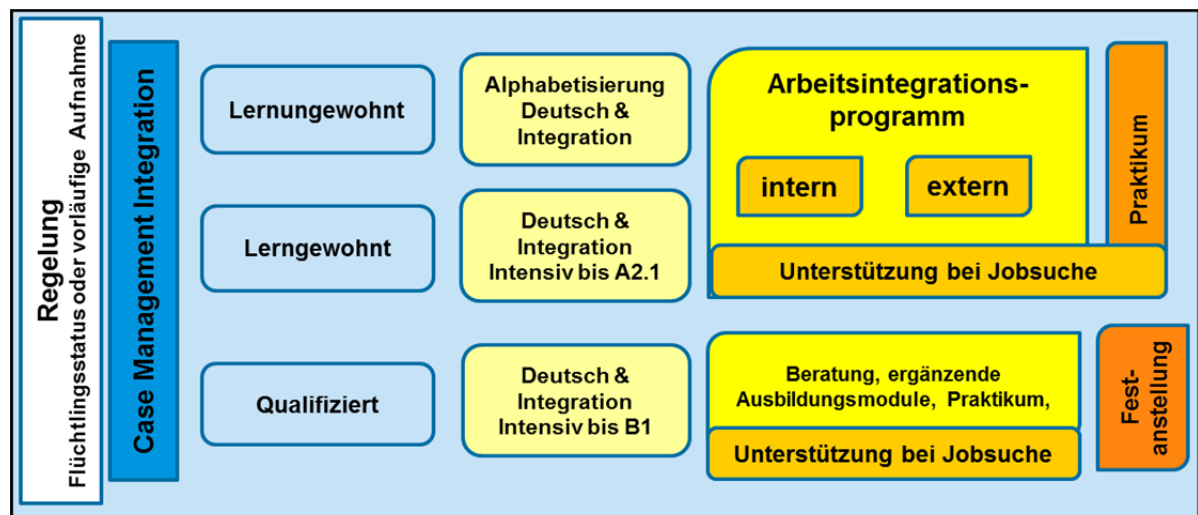 Regelung
Flüchtlingsstatus oder vorläufige Aufnahme
Case Management Integration
Lernungewohnt
Alphabetisierung
Deutsch &
Integration
Arbeitsintegrations-
programm
intern
extern
Praktikum
Lerngewohnt
Deutsch &
Integration
Intensiv bis A2.1
Unterstützung bei Jobsuche
Qualifiziert
Deutsch &
Integration
Intensiv bis B1
Beratung, ergänzende
Ausbildungsmodule, Praktikum,
Unterstützung bei Jobsuche
Fest-
anstellung